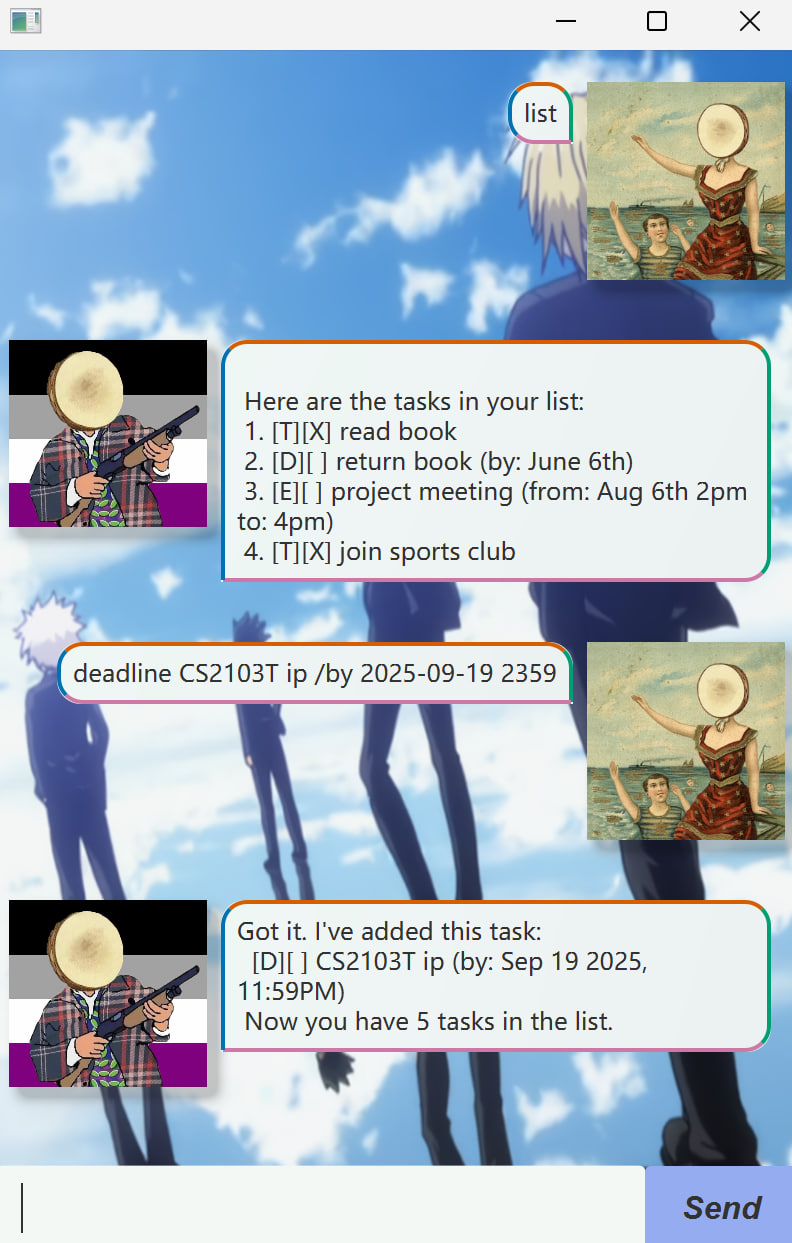 list
Here are the tasks in your list:
1. [T][X] read book
2. [D][ ] return book (by: June 6th)
3. [E][ ] project meeting (from: Aug 6th 2pm
to: 4pm)
4. [T][X] join sports club
deadline CS2103T ip /by 2025-09-19 2359
Got it. I've added this task:
[D][ ] CS2103T ip (by: Sep 19 2025,
11:59PM)
Now you have 5 tasks in the list.
Send